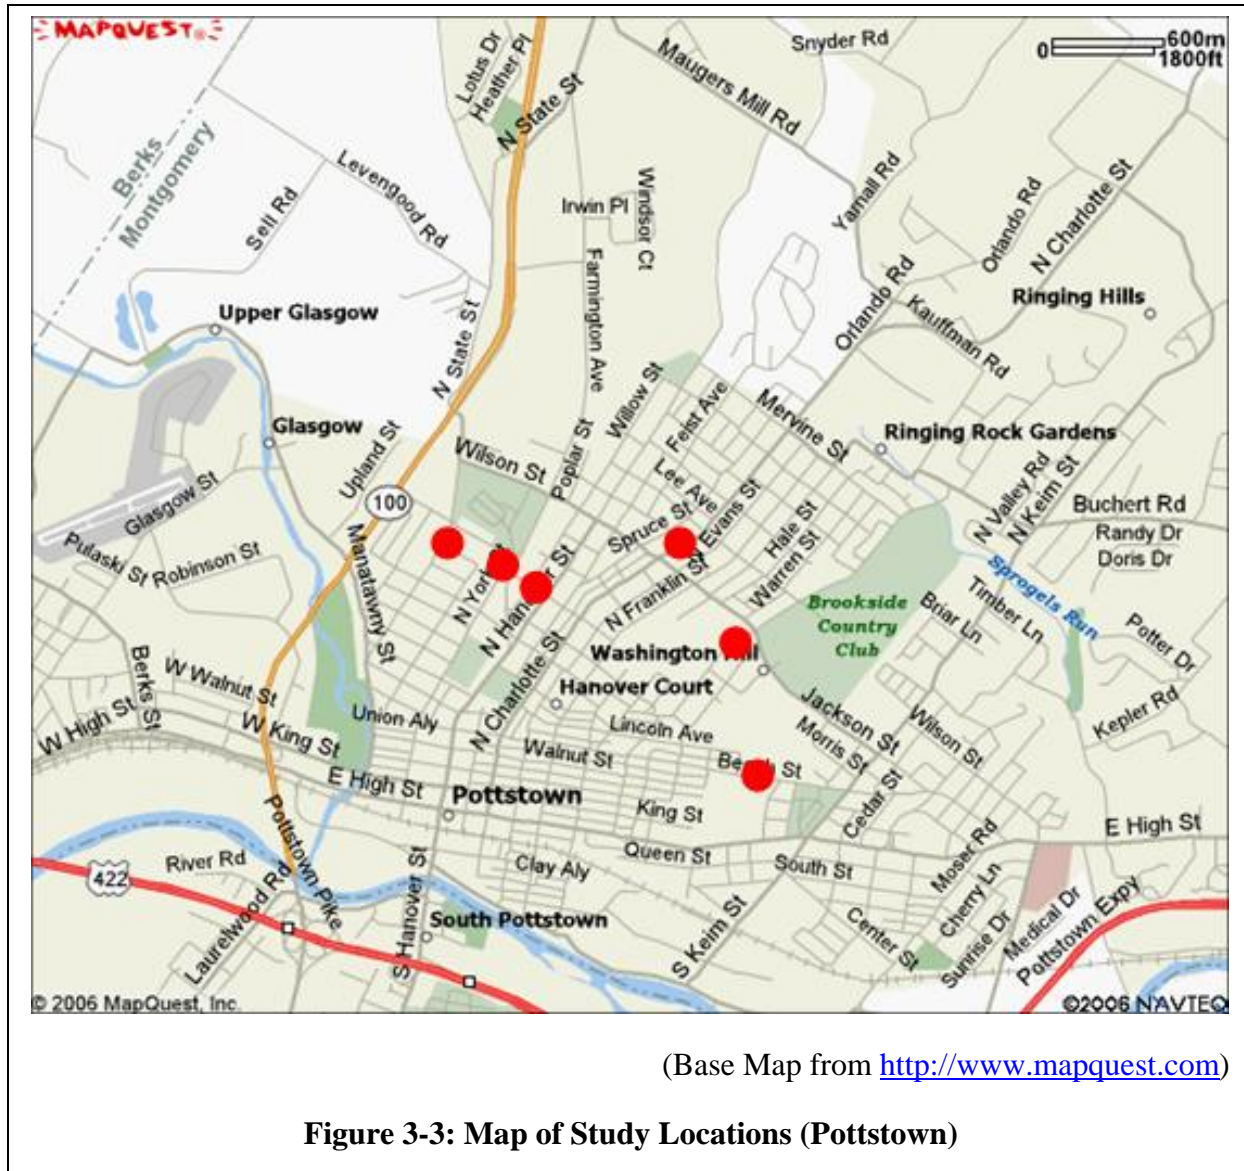 MAPQUEST®
0 600m
1800ft
Snyder Rd
Lotus Dr
Heather Pl
N State St
Maugers Mill Rd
Berks
Montgomery
Levengood Rd
Sell Rd
Irwin Pl
Windsor Ct
Yarnall Rd
Orlando Rd
N Charlotte St
Farmington Ave
Orlando Rd
Ringing Hills
Upper Glasgow
N State St
Kauffman Rd
Willow St
Feist Ave
Mervine St
Glasgow
Upland St
Wilson St
Poplar St
Ringing Rock Gardens
Lee Ave
N Valley Rd
N Keim St
100
Glasgow St
Spruce St
N Evans St
Hale St
Buchert Rd
Randy Dr
Doris Dr
Pulaski St
Robinson St
Manatawny St
N York
N Han
St
N Franklin St
Warren St
Sprogels Run
Timber Ln
Brookside
Country
Club
Briar Ln
Potter Dr
Berks St
W Walnut St
Washington
Hanover Court
N Charlotte St
Kepler Rd
W High St
W King St
Union Aly
Lincoln Ave
Jackson St
Wilson St
Walnut St
St
Morris St
E High St
Pottstown
King St
Cedar St
Pottstown Pike
Queen St
South St
Moser Rd
E High St
River Rd
422
Clay Aly
Cherry Ln
Laurelwood Rd
S Hanover St
South Pottstown
S Keim St
Center St
Sunrise Dr
Medical Dr
Pottstown Expy
© 2006 MapQuest, Inc.
©2006 NAVTEQ
(Base Map from http://www.mapquest.com)
Figure 3-3: Map of Study Locations (Pottstown)